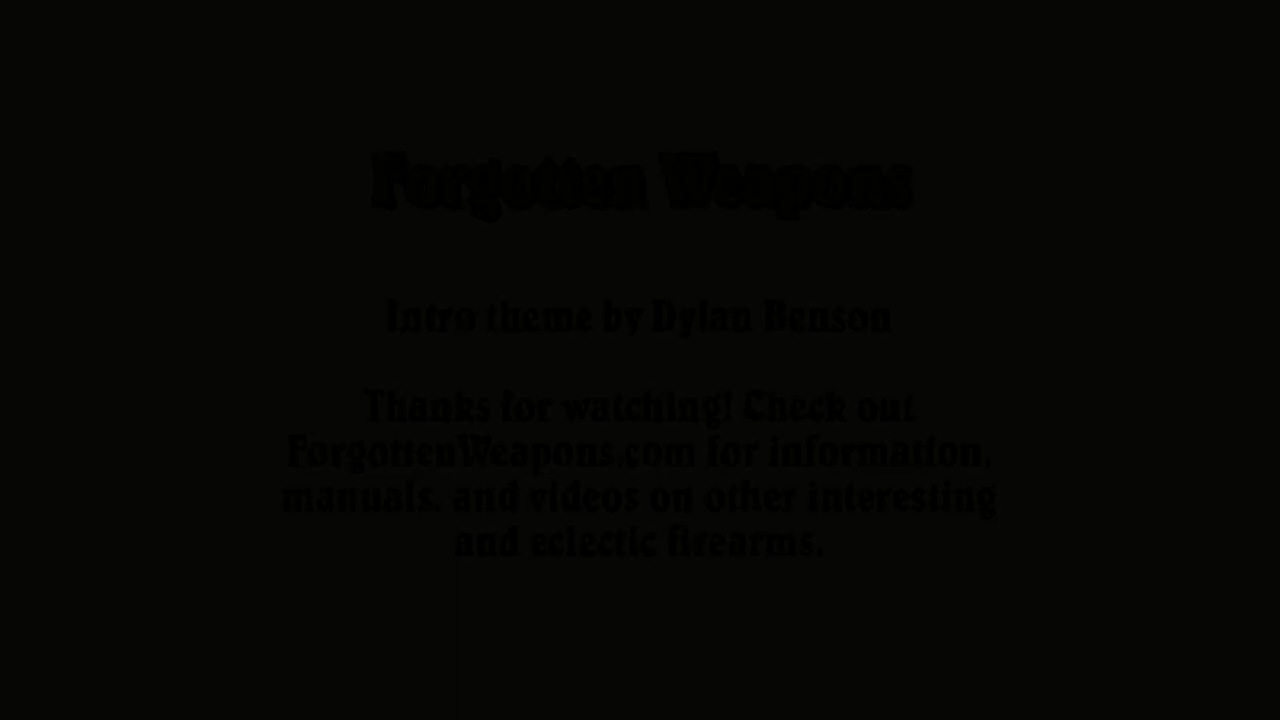 Forgotten Weapons
Intro theme by Dylan Benson
Thanks for watching! Check out
ForgottenWeapons.com for information,
manuals, and videos on other interesting
and eclectic firearms.